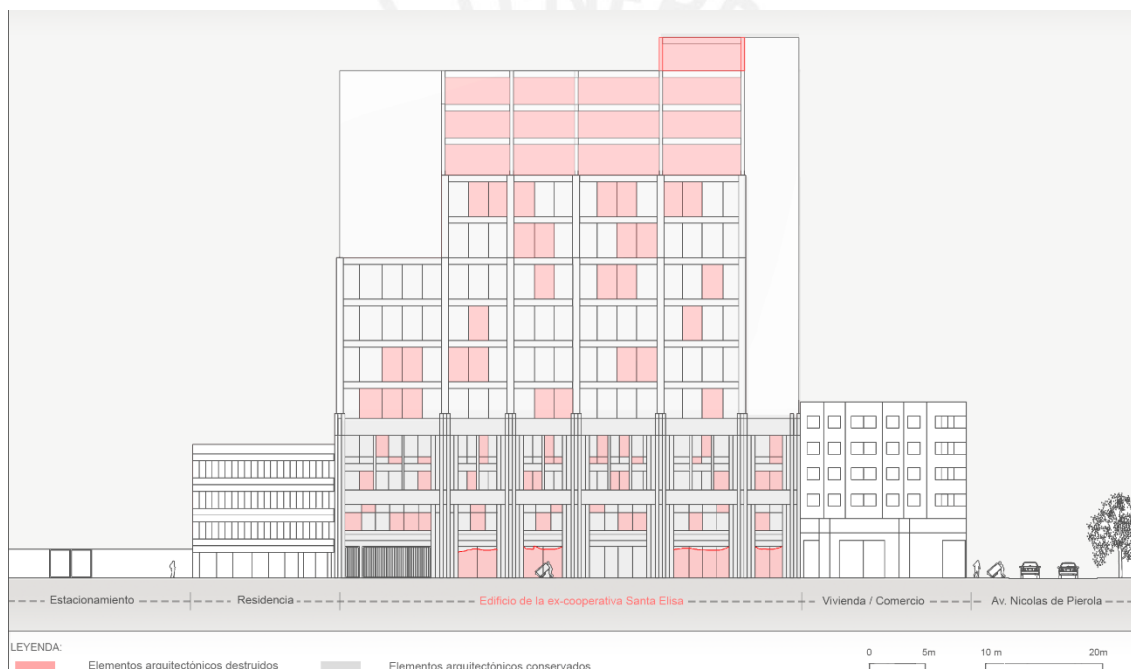 Estacionamiento
Residencia
Edificio de la ex-cooperativa Santa Elisa
Vivienda / Comercio
Av. Nicolas de Pierola
LEYENDA:
Elementos arquitectónicos destruidos
Elementos arquitectónicos conservados
0 5m 10 m 20m